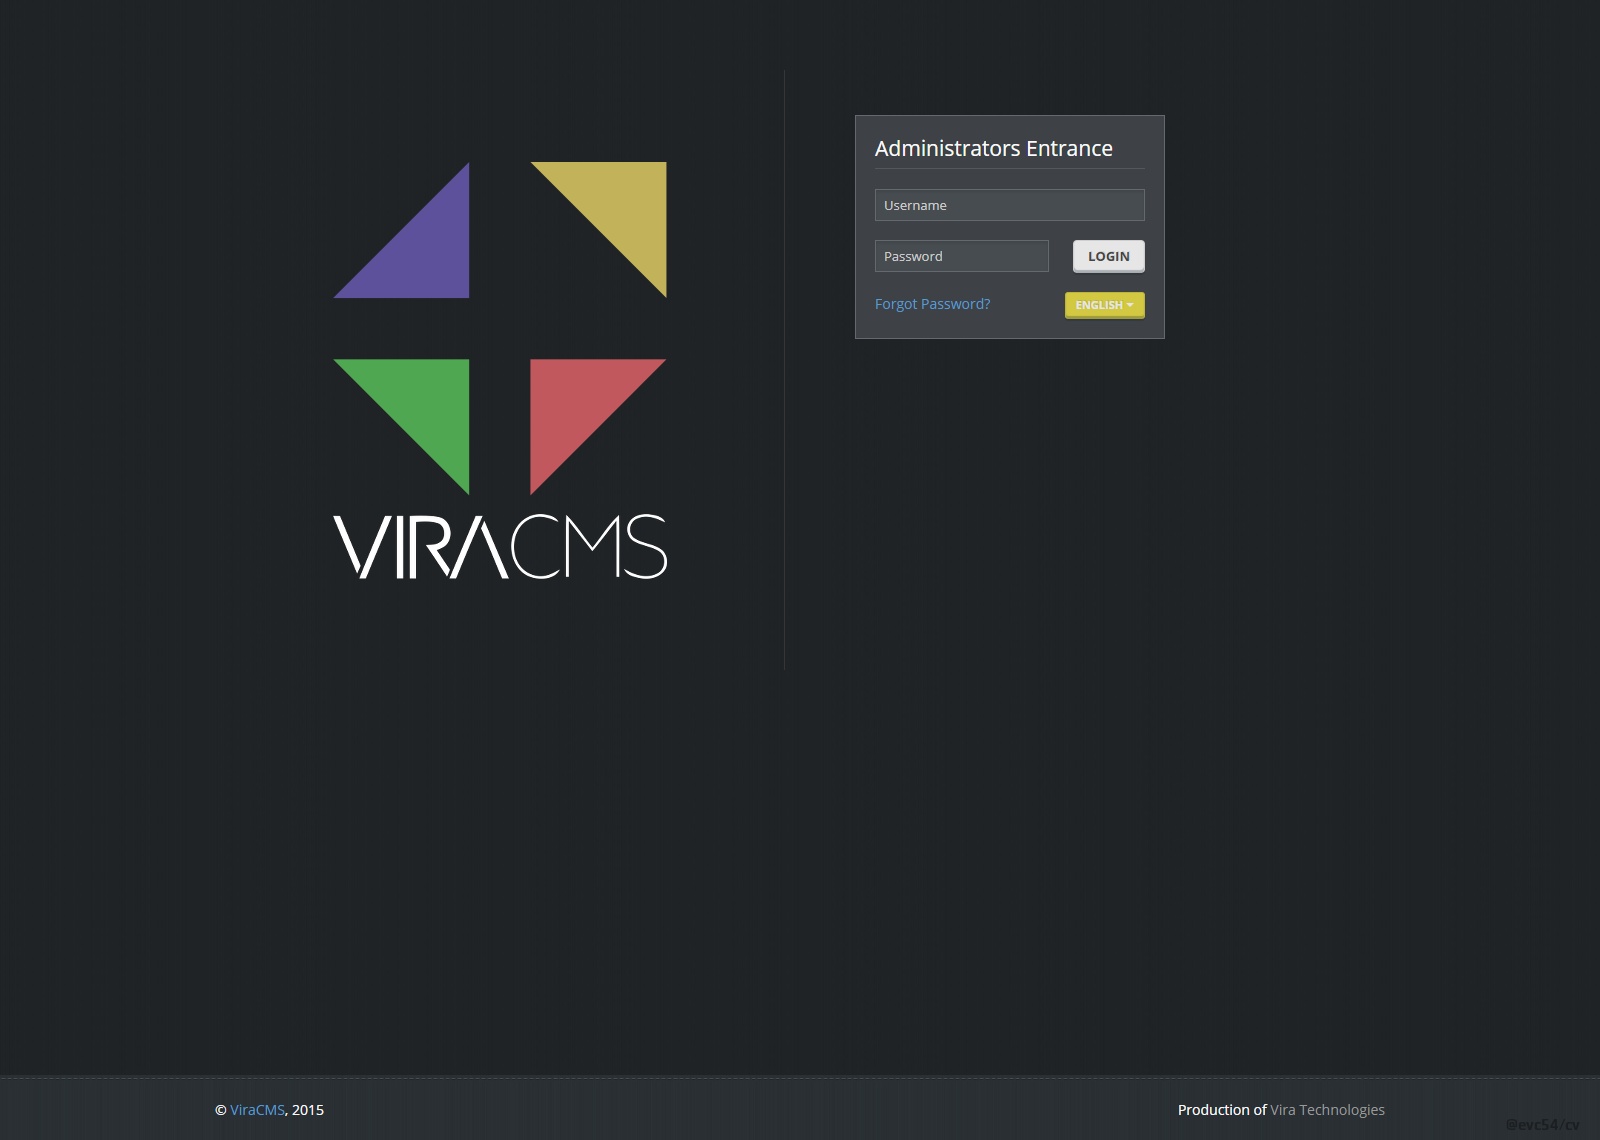 VIRACMS
Administrators Entrance
Username
Password
LOGIN
Forgot Password?
ENGLISH
© ViraCMS, 2015
Production of Vira Technologies
@evc54/cv